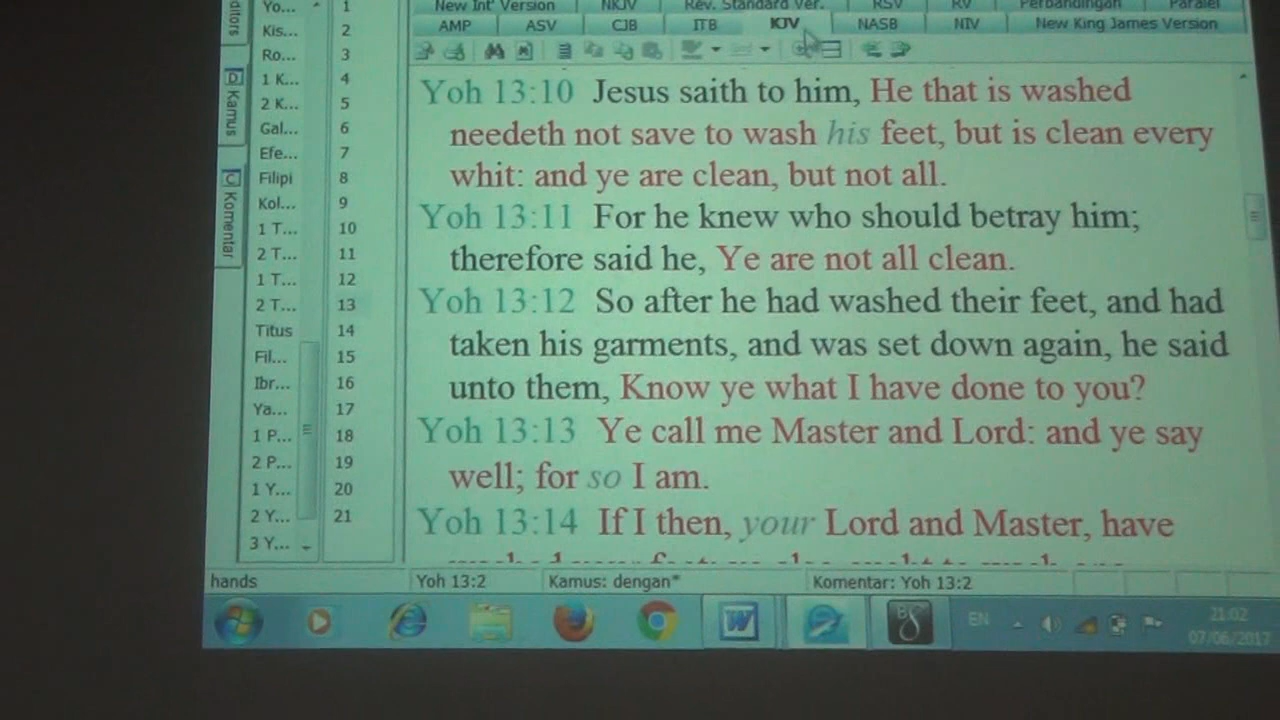 New Int' Version NKJV Rev. Standard Ver. RSV RV Perbandingan Paralel
AMP ASV CJB ITB KJV NASB NIV New King James Version
Kamus
Komentar
Yo... 1
Kis... 2
Ro... 3
1 K... 4
2 K... 5
Gal... 6
Efe... 7
Filipi 8
Kol... 9
1 T... 10
2 T... 11
1 T... 12
2 T... 13
Titus 14
Fil... 15
Ibr... 16
Ya... 17
1 P... 18
2 P... 19
1 Y... 20
2 Y... 21
3 Y...
Yoh 13:10 Jesus saith to him, He that is washed
needeth not save to wash his feet, but is clean every
whit: and ye are clean, but not all.
Yoh 13:11 For he knew who should betray him;
therefore said he, Ye are not all clean.
Yoh 13:12 So after he had washed their feet, and had
taken his garments, and was set down again, he said
unto them, Know ye what I have done to you?
Yoh 13:13 Ye call me Master and Lord: and ye say
well; for so I am.
Yoh 13:14 If I then, your Lord and Master, have
hands Yoh 13:2 Kamus: dengan* Komentar: Yoh 13:2
EN 21:02
07/06/2017